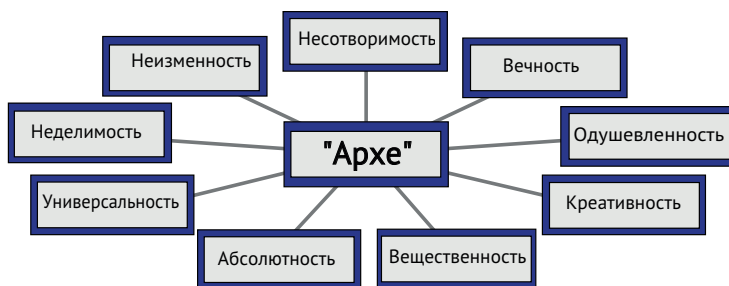 Несотворимость
Неизменность
Вечность
Неделимость
Одушевленность
"Архе"
Универсальность
Креативность
Абсолютность
Вещественность